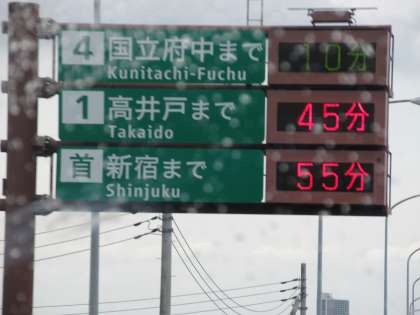 4 国立府中まで 10分
Kunitachi-Fuchu
1 高井戸まで 45分
Takaido
首 新宿まで 55分
Shinjuku